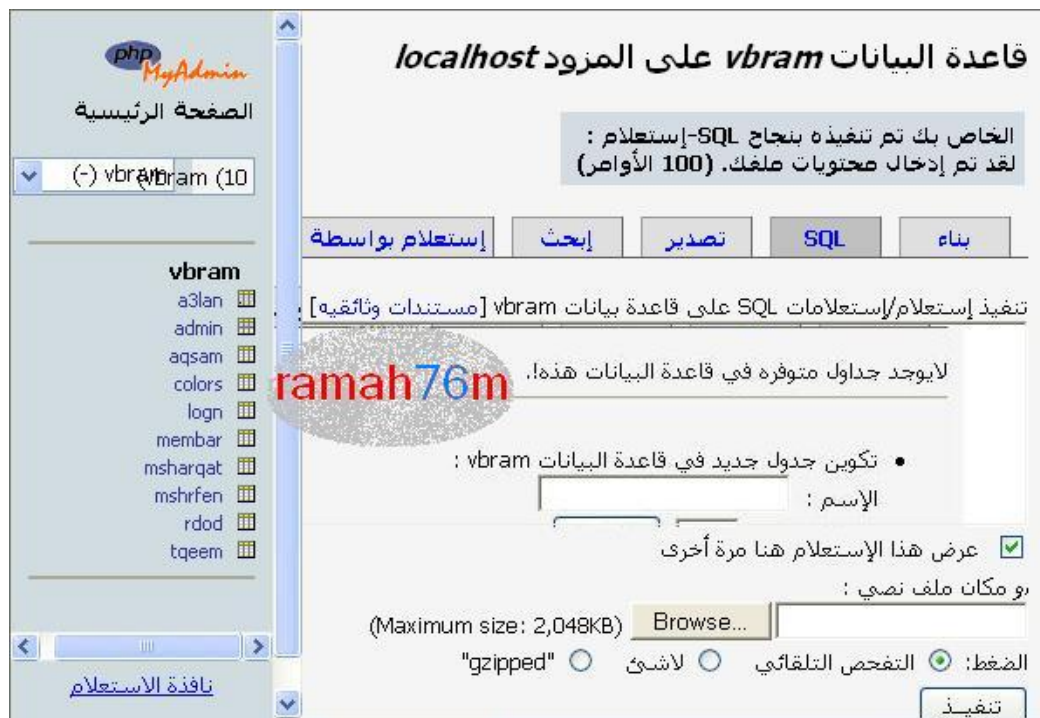 php
MyAdmin
الصفحة الرئيسية
vbram (-)
vbram (10
vbram
a3lan
admin
aqsam
colors
logn
membar
msharqat
mshrfen
rdod
tqeem
نافذة الاستعلام
قاعدة البيانات vbram على المزود localhost
الخاص بك تم تنفيذه بنجاح SQL-إستعلام :
لقد تم إدخال محتويات ملفك. (100 الأوامر)
بناء SQL تصدير إبحث إستعلام بواسطة
تنفيذ إستعلام/إستعلامات SQL على قاعدة بيانات vbram [مستندات وثائقيه]
لايوجد جداول متوفره في قاعدة البيانات هذه!.
ramah76m
• تكوين جدول جديد في قاعدة البيانات vbram :
الإسم :
عرض هذا الإستعلام هنا مرة أخرى
و مكان ملف نصي :
Browse... (Maximum size: 2,048KB)
الضغط: التفحص التلقائي لاشئ "gzipped"
تنفيـذ